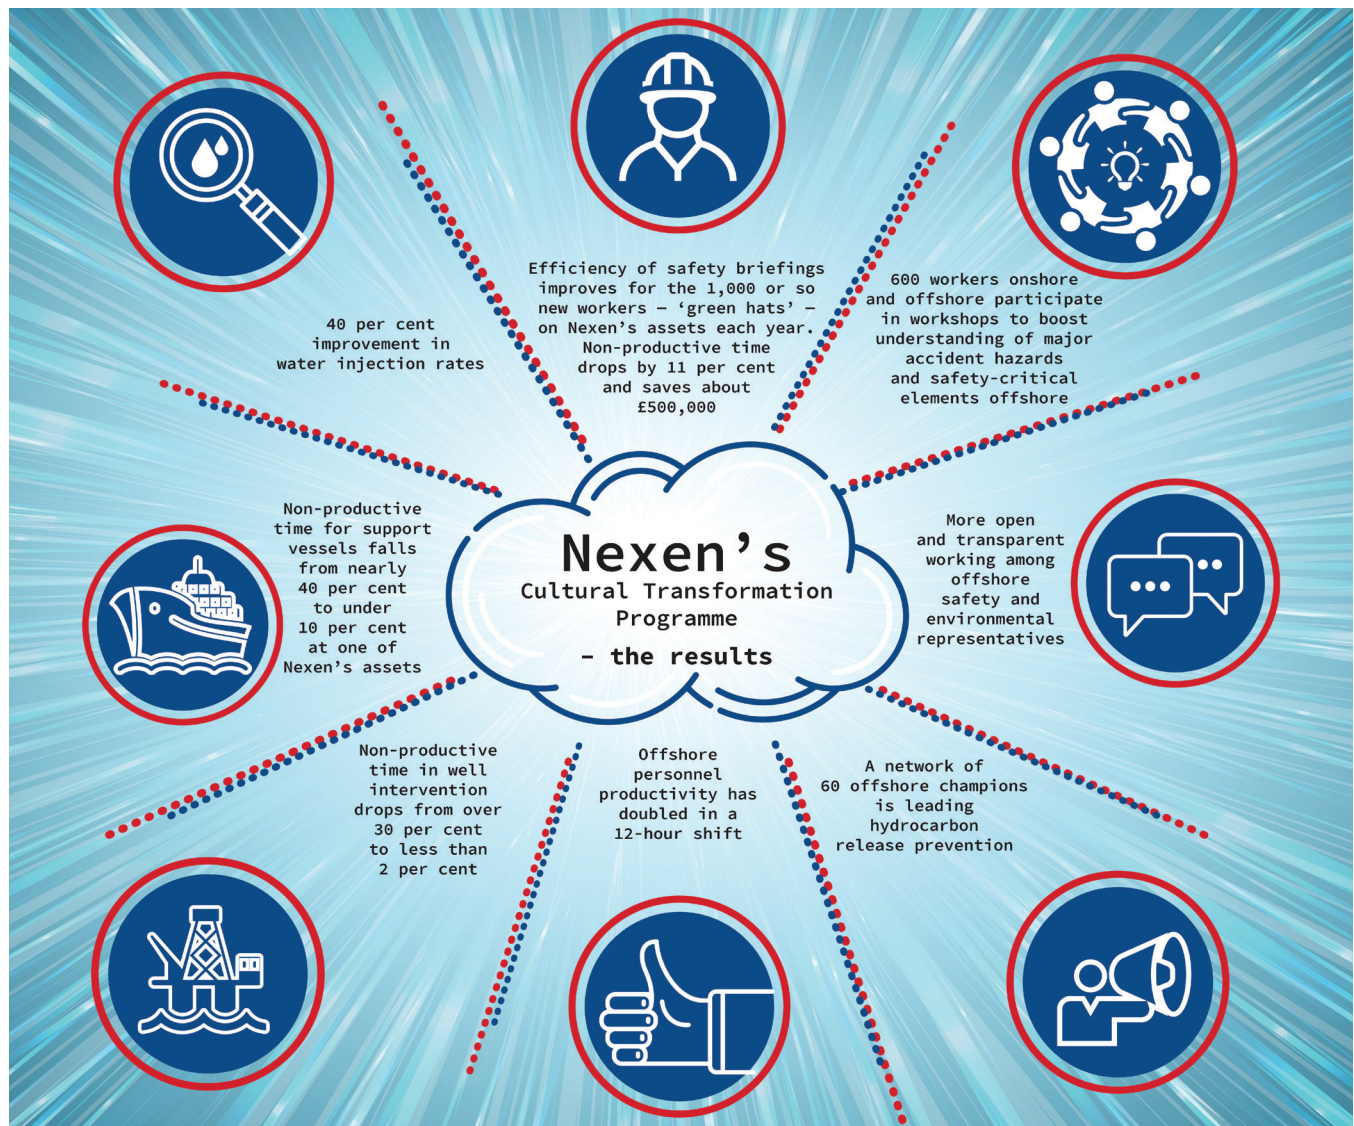 Nexen's
Cultural Transformation
Programme
– the results
Efficiency of safety briefings
improves for the 1,000 or so
new workers – ‘green hats’ –
on Nexen’s assets each year.
Non-productive time
drops by 11 per cent
and saves about
£500,000
600 workers onshore
and offshore participate
in workshops to boost
understanding of major
accident hazards
and safety-critical
elements offshore
More open
and transparent
working among
offshore
safety and
environmental
representatives
A network of
60 offshore champions
is leading
hydrocarbon
release prevention
Offshore
personnel
productivity has
doubled in a
12-hour shift
Non-productive
time in well
intervention
drops from over
30 per cent
to less than
2 per cent
Non-productive
time for support
vessels falls
from nearly
40 per cent
to under
10 per cent
at one of
Nexen’s assets
40 per cent
improvement in
water injection rates